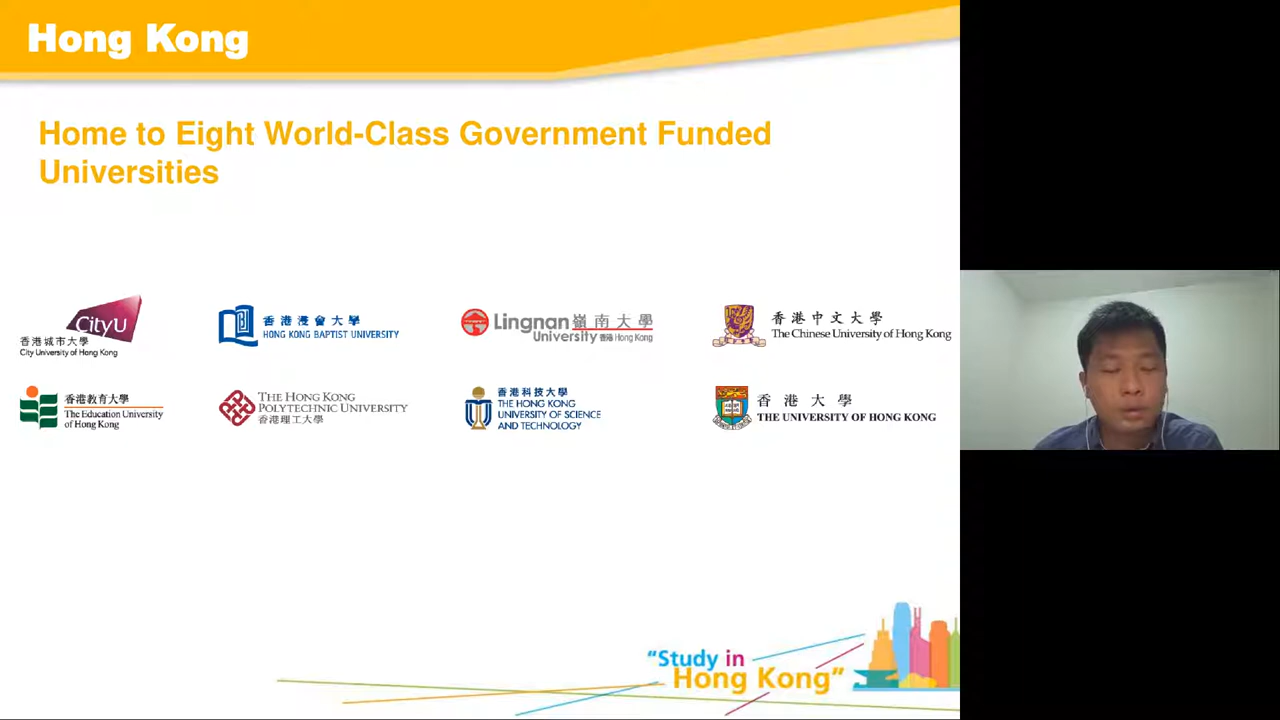 Hong Kong
Home to Eight World-Class Government Funded
Universities
CityU
香港城市大學
City University of Hong Kong
香港浸會大學
HONG KONG BAPTIST UNIVERSITY
Lingnan 嶺南大學
University 香港 Hong Kong
香港中文大學
The Chinese University of Hong Kong
香港教育大學
The Education University
of Hong Kong
THE HONG KONG
POLYTECHNIC UNIVERSITY
香港理工大學
香港科技大學
THE HONG KONG
UNIVERSITY OF SCIENCE
AND TECHNOLOGY
香港大學
THE UNIVERSITY OF HONG KONG
“Study in
Hong Kong”